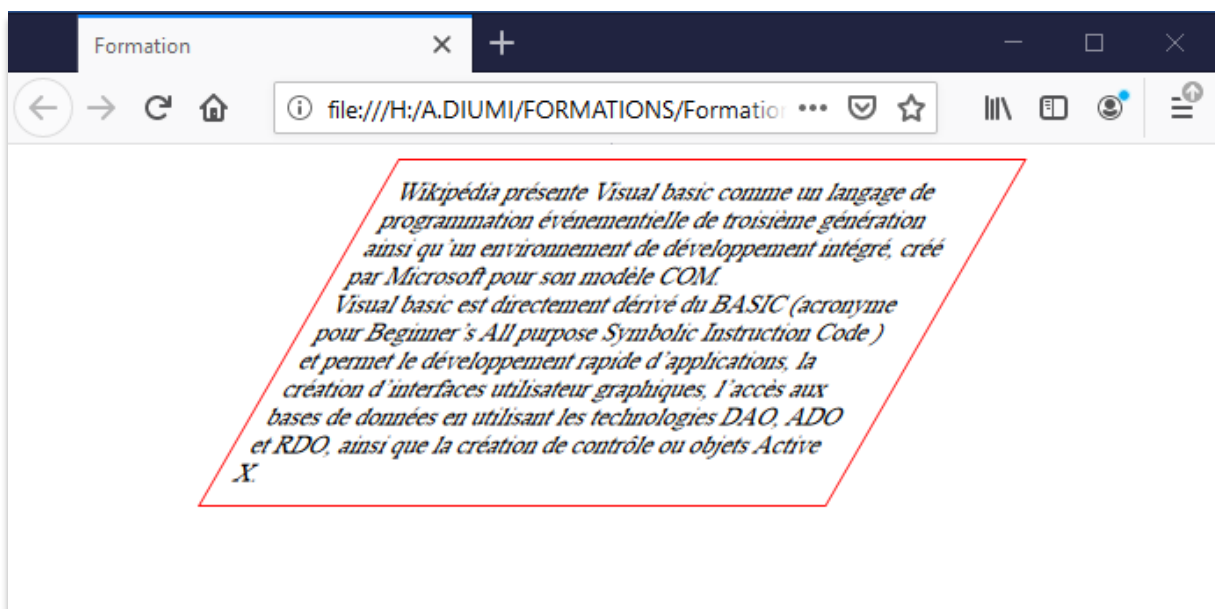 Formation
file:///H:/A.DIUMI/FORMATIONS/Formation
Wikipédia présente Visual basic comme un langage de
programmation événementielle de troisième génération
ainsi qu'un environnement de développement intégré, créé
par Microsoft pour son modèle COM.
Visual basic est directement dérivé du BASIC (acronyme
pour Beginner's All purpose Symbolic Instruction Code )
et permet le développement rapide d'applications, la
création d'interfaces utilisateur graphiques, l'accès aux
bases de données en utilisant les technologies DAO, ADO
et RDO, ainsi que la création de contrôle ou objets Active
X.